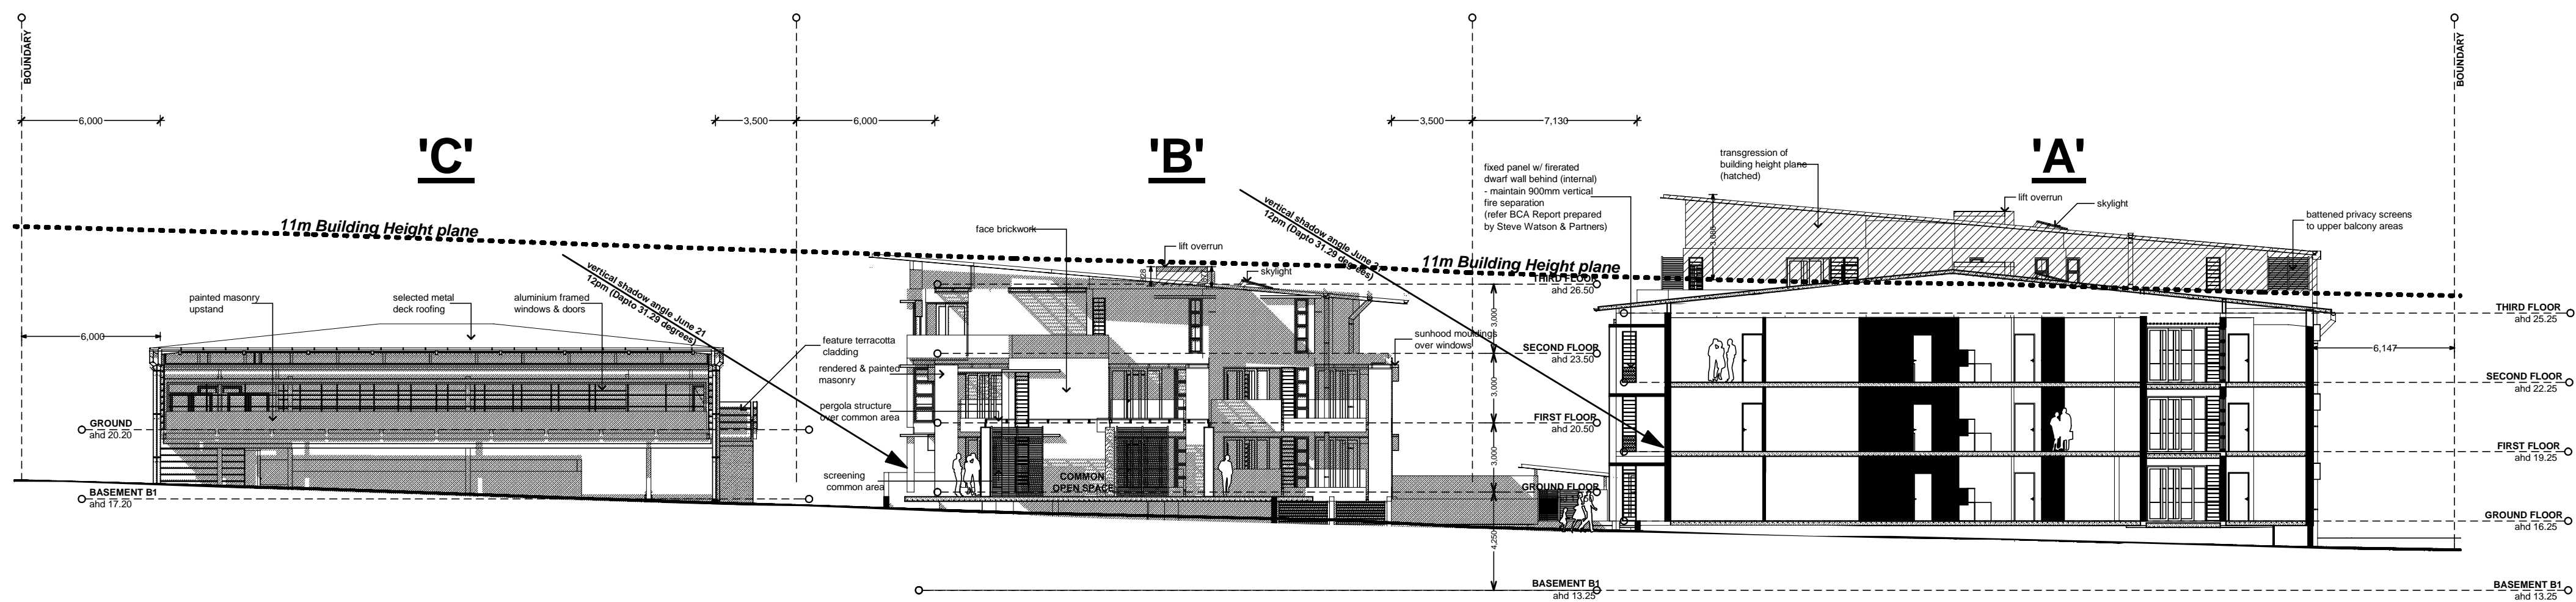 BOUNDARY
BOUNDARY
6,000
3,500
6,000
3,500
7,130
'C'
'B'
'A'
11m Building Height plane
vertical shadow angle June 21
12pm (Dapto 31.29 degrees)
painted masonry
upstand
selected metal
deck roofing
aluminium framed
windows & doors
6,000
feature terracotta
cladding
rendered & painted
masonry
pergola structure
over common area
screening
common area
GROUND
ahd 20.20
BASEMENT B1
ahd 17.20
face brickwork
lift overrun
skylight
vertical shadow angle June 21
12pm (Dapto 31.29 degrees)
11m Building Height plane
sunhood mouldings
over windows
COMMON
OPEN SPACE
THIRD FLOOR
ahd 26.50
SECOND FLOOR
ahd 23.50
FIRST FLOOR
ahd 20.50
GROUND FLOOR
BASEMENT B1
ahd 13.25
3,000
3,000
3,000
4,250
fixed panel w/ firerated
dwarf wall behind (internal)
- maintain 900mm vertical
fire separation
(refer BCA Report prepared
by Steve Watson & Partners)
transgression of
building height plane
(hatched)
lift overrun
skylight
battened privacy screens
to upper balcony areas
6,147
THIRD FLOOR
ahd 25.25
SECOND FLOOR
ahd 22.25
FIRST FLOOR
ahd 19.25
GROUND FLOOR
ahd 16.25
BASEMENT B1
ahd 13.25